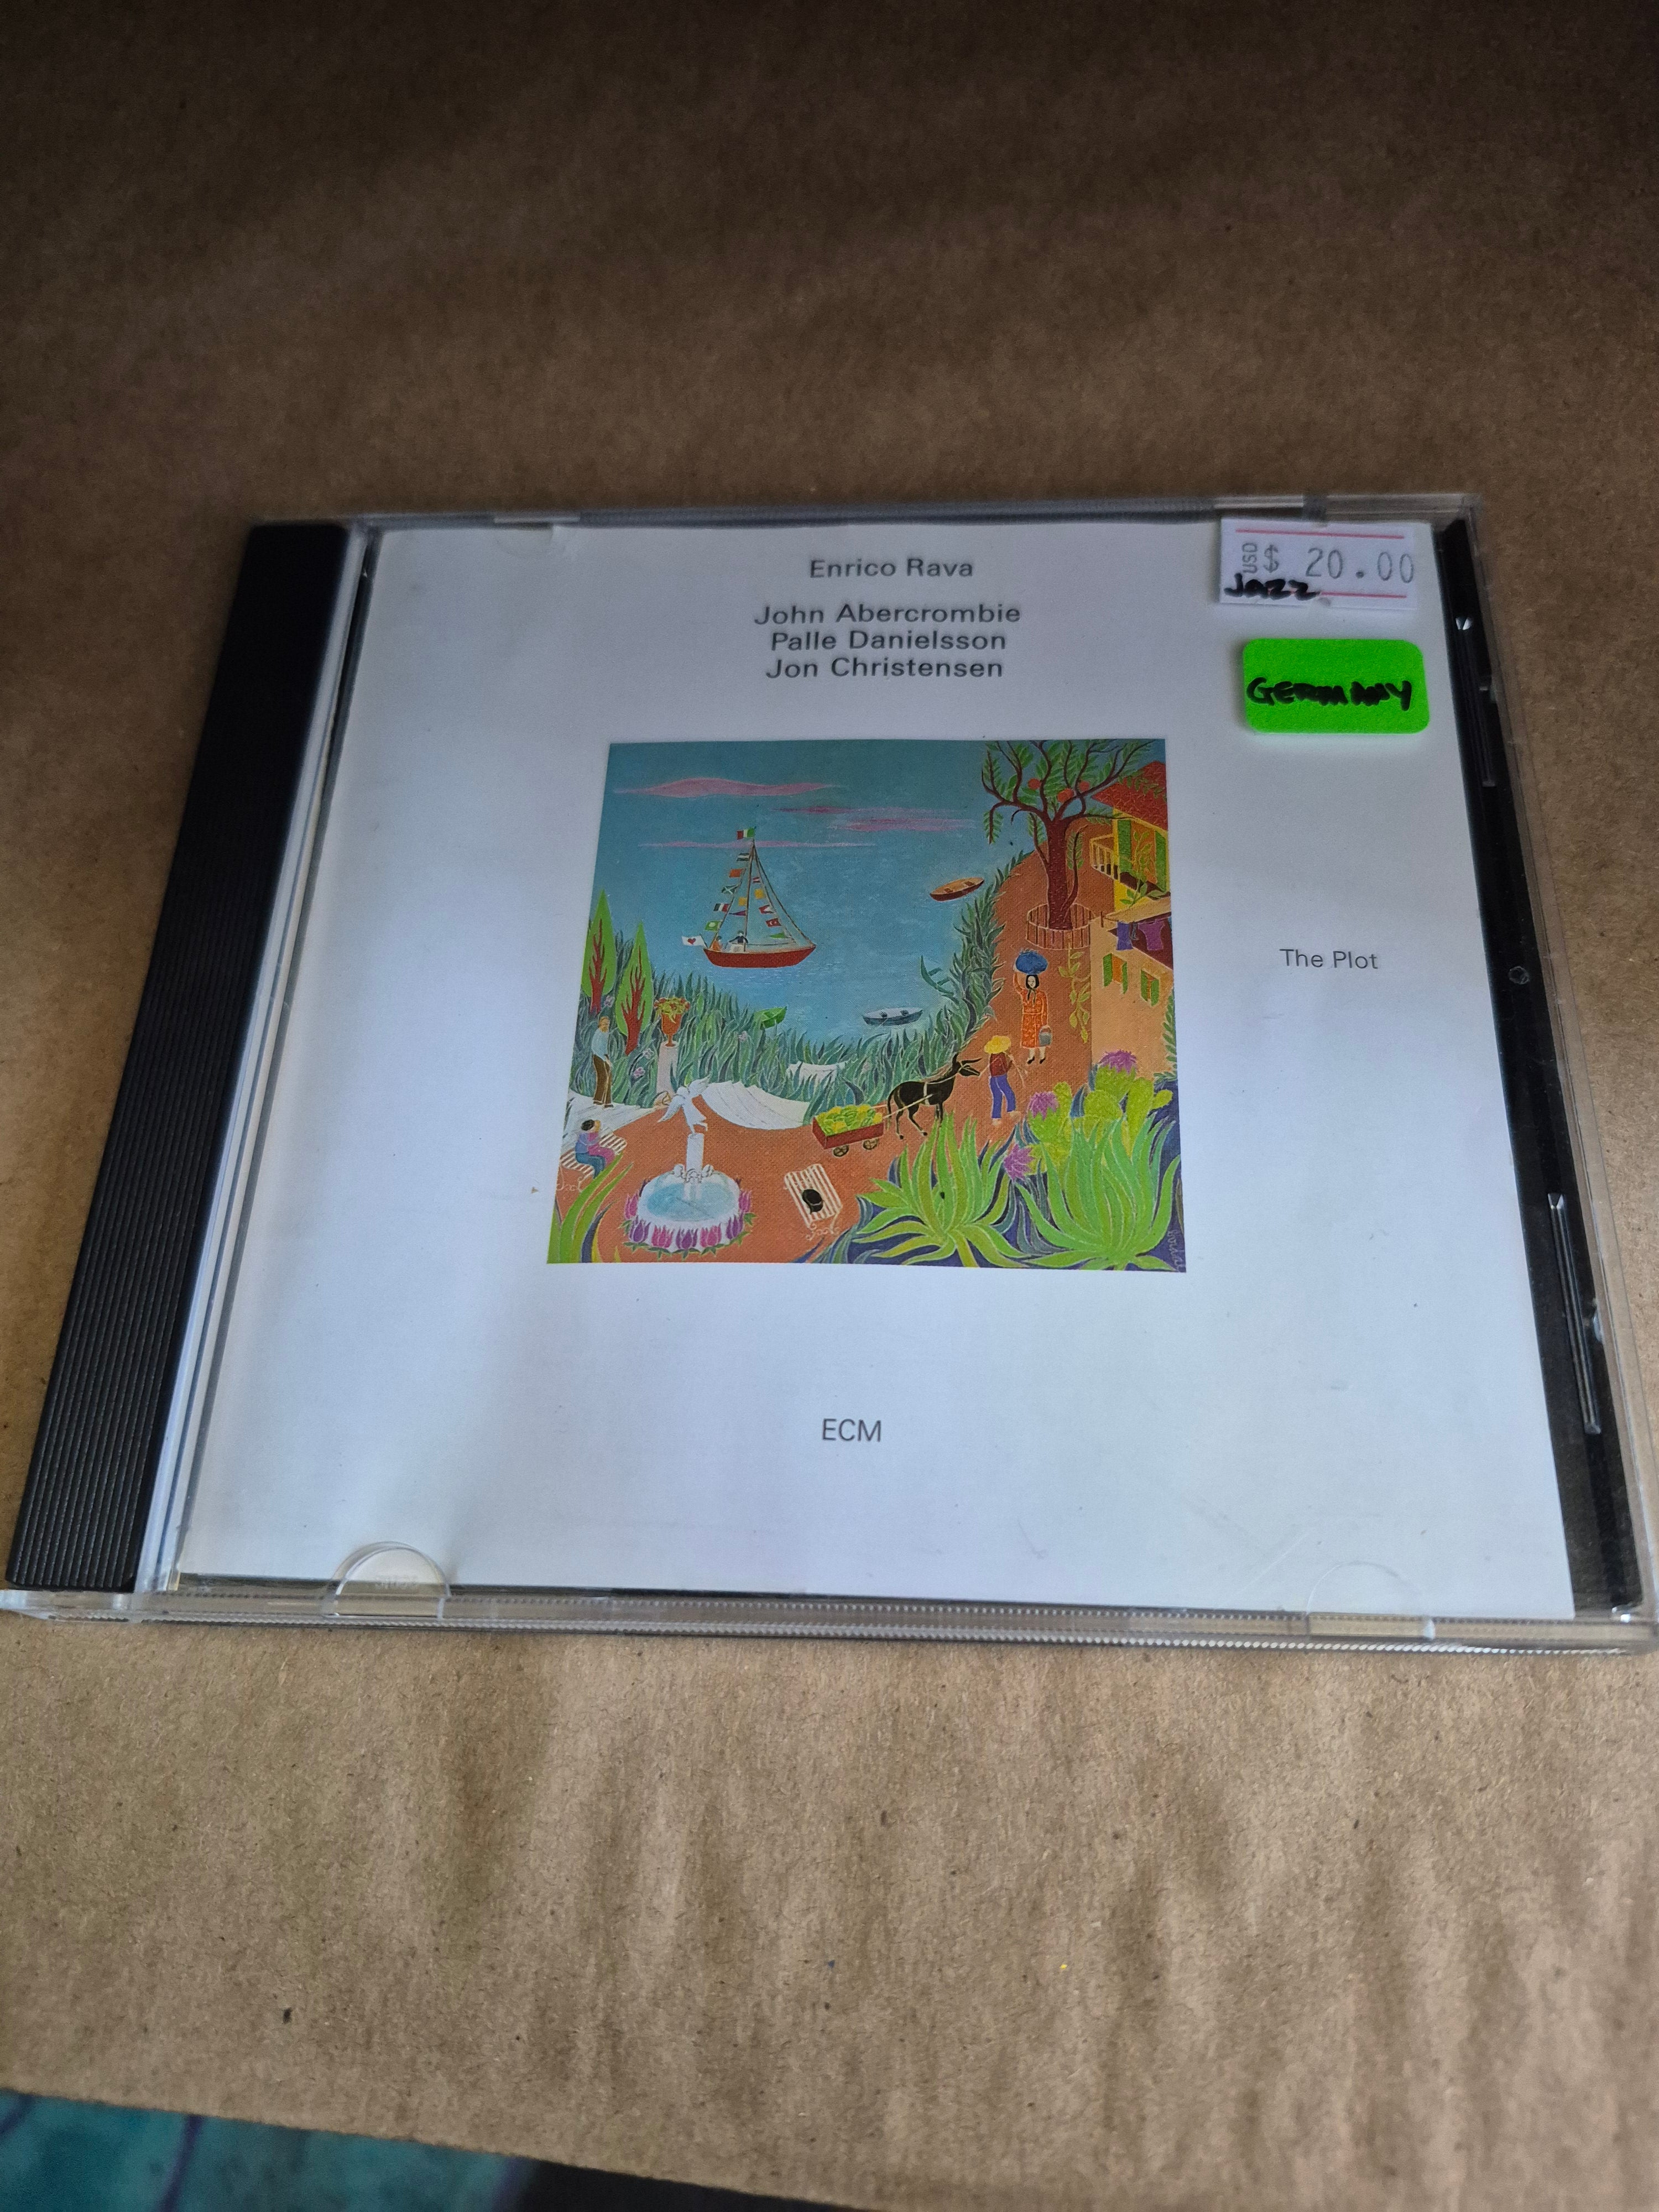 Enrico Rava
John Abercrombie
Palle Danielsson
Jon Christensen
USD $ 20.00
JAZZ
GERMANY
The Plot
ECM